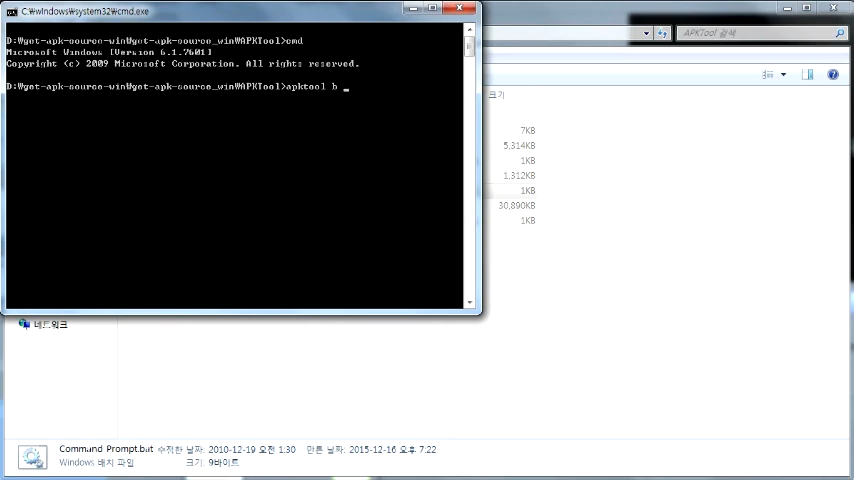 C:₩Windows₩system32₩cmd.exe
D:₩get-apk-source-win₩get-apk-source_win₩APKTool>cmd
Microsoft Windows [Version 6.1.7601]
Copyright (c) 2009 Microsoft Corporation. All rights reserved.
D:₩get-apk-source-win₩get-apk-source_win₩APKTool>apktool b _
APKTool 검색
크기
7KB
5,314KB
1KB
1,312KB
1KB
30,890KB
1KB
네트워크
Command Prompt.bat 수정한 날짜: 2010-12-19 오전 1:30 만든 날짜: 2015-12-16 오후 7:22
Windows 배치 파일 크기: 9바이트